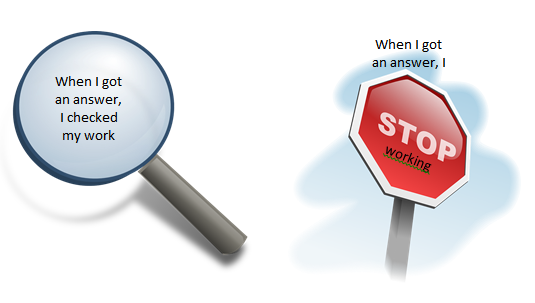 When I got
an answer,
I checked
my work
When I got
an answer, I
STOP
working